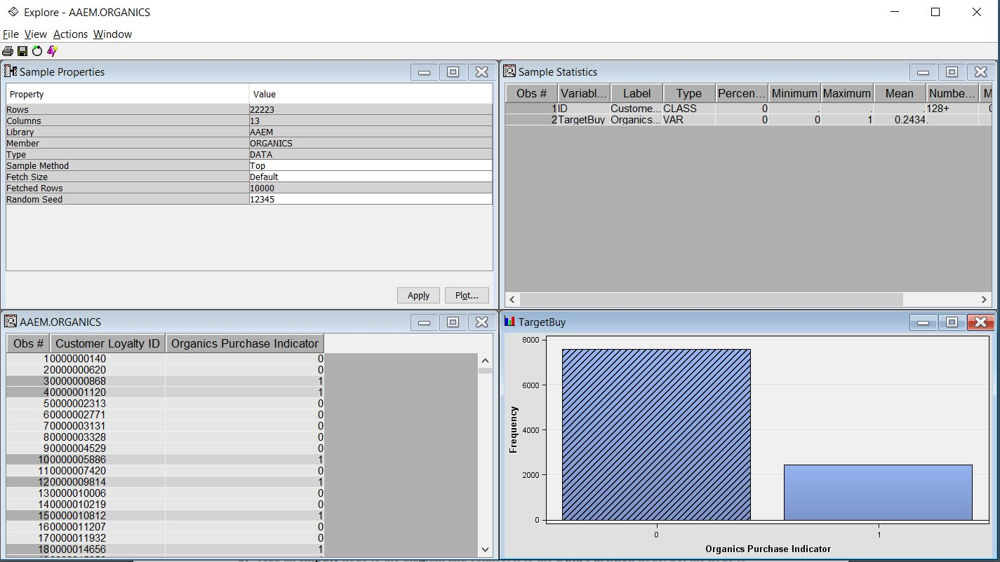 Explore - AAEM.ORGANICS
File View Actions Window
Sample Properties
Property Value
Rows 22223
Columns 13
Library AAEM
Member ORGANICS
Type DATA
Sample Method Top
Fetch Size Default
Fetched Rows 10000
Random Seed 12345
Apply Plot...
Sample Statistics
Obs # Variabl... Label Type Percen... Minimum Maximum Mean Numbe... M
1 ID Custome... CLASS 0 . . . 128+ 0
2 TargetBuy Organics... VAR 0 0 1 0.2434 .
AAEM.ORGANICS
Obs # Customer Loyalty ID Organics Purchase Indicator
1 0000000140 0
2 0000000620 0
3 0000000868 1
4 0000001120 1
5 0000002313 0
6 0000002771 0
7 0000003131 0
8 0000003328 0
9 0000004529 0
10 0000005886 1
11 0000007420 0
12 0000009814 1
13 0000010006 0
14 0000010219 0
15 0000010812 1
16 0000011207 0
17 0000011932 0
18 0000014656 1
TargetBuy
8000
6000
4000
2000
0
Frequency
0 1
Organics Purchase Indicator